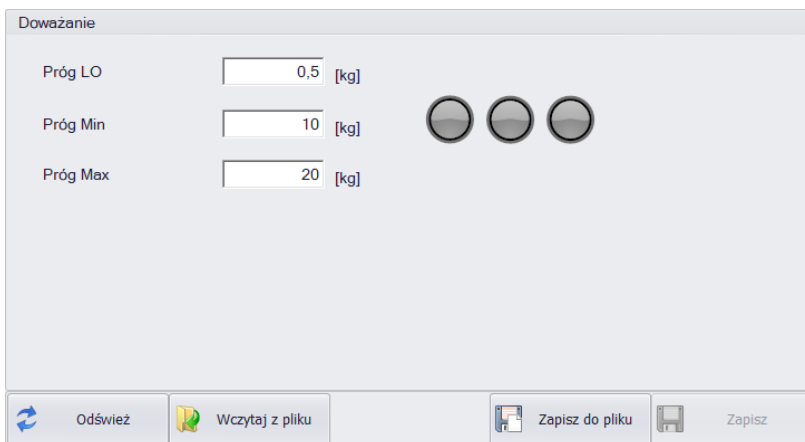 Doważanie
Próg LO 0,5 [kg]
Próg Min 10 [kg]
Próg Max 20 [kg]
Odśwież Wczytaj z pliku Zapisz do pliku Zapisz